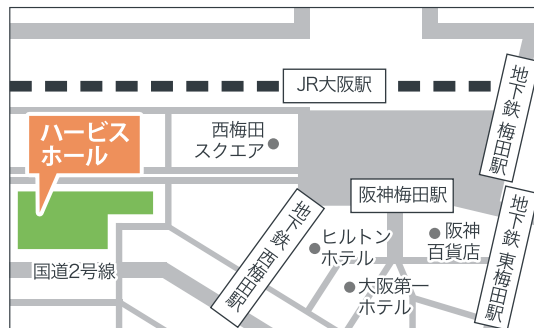 JR大阪駅
地下鉄 梅田駅
ハービス
ホール
西梅田
スクエア
阪神梅田駅
地下鉄 西梅田駅
ヒルトン
ホテル
阪神
百貨店
地下鉄 東梅田駅
国道2号線
大阪第一
ホテル